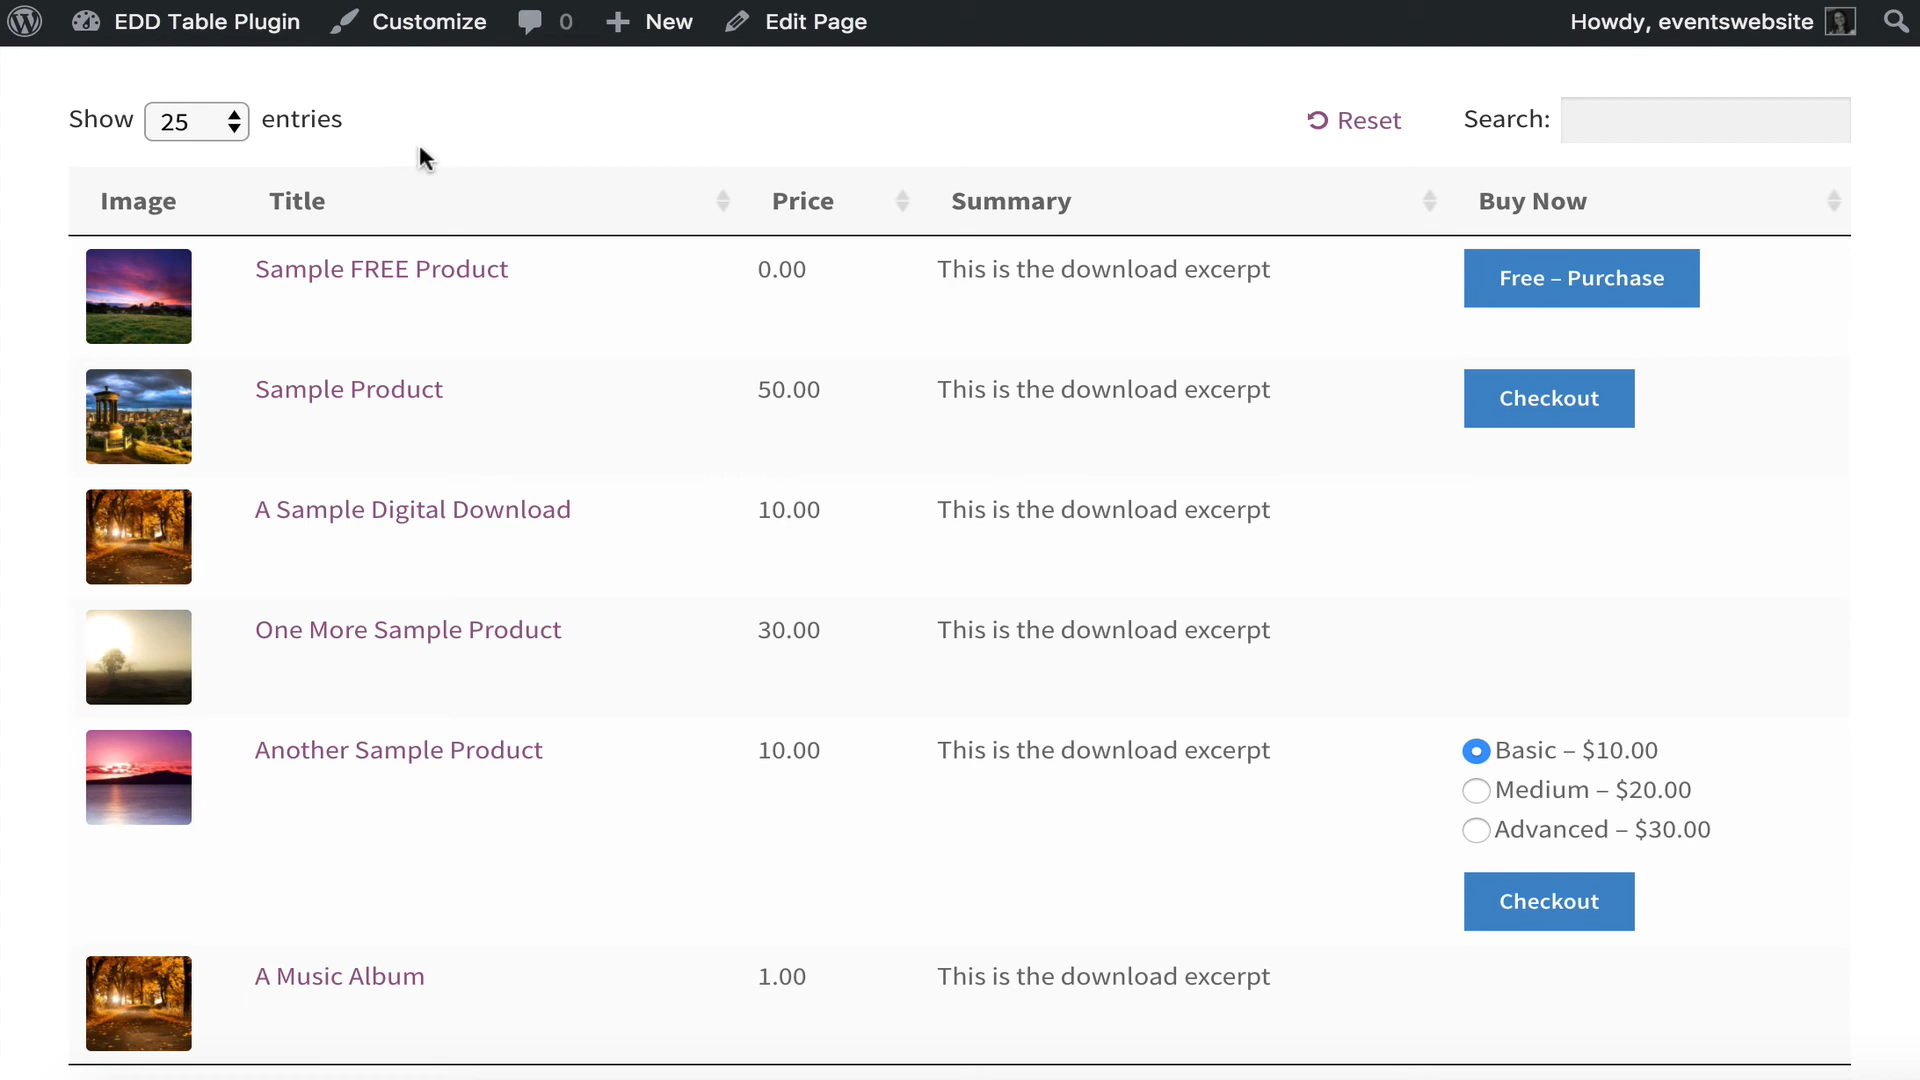 EDD Table Plugin Customize 0 New Edit Page Howdy, eventswebsite
Show 25 entries Reset Search:
Image Title Price Summary Buy Now
Sample FREE Product 0.00 This is the download excerpt Free – Purchase
Sample Product 50.00 This is the download excerpt Checkout
A Sample Digital Download 10.00 This is the download excerpt
One More Sample Product 30.00 This is the download excerpt
Another Sample Product 10.00 This is the download excerpt Basic – $10.00
Medium – $20.00
Advanced – $30.00
Checkout
A Music Album 1.00 This is the download excerpt